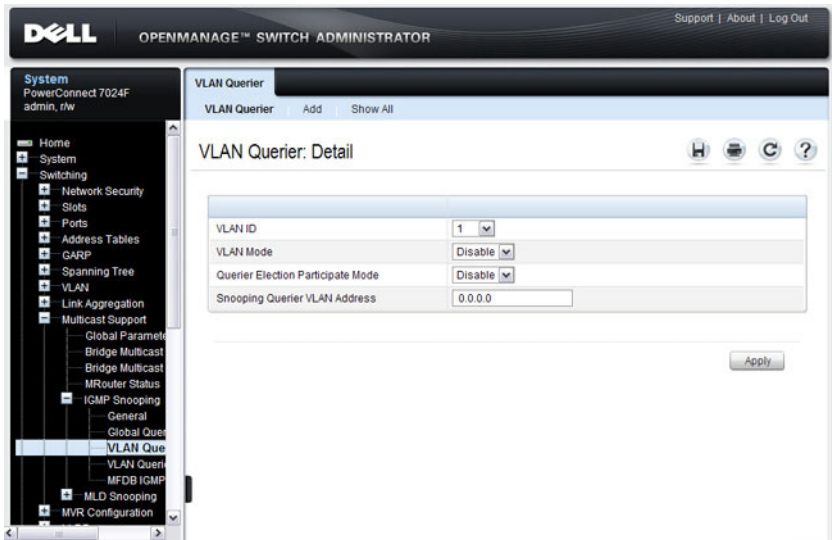 DELL
OPENMANAGE™ SWITCH ADMINISTRATOR
Support | About | Log Out
System
PowerConnect 7024F
admin, r/w
Home
System
Switching
Network Security
Slots
Ports
Address Tables
GARP
Spanning Tree
VLAN
Link Aggregation
Multicast Support
Global Paramete
Bridge Multicast
Bridge Multicast
MRouter Status
IGMP Snooping
General
Global Quer
VLAN Que
VLAN Queri
MFDB IGMP
MLD Snooping
MVR Configuration
VLAN Querier
VLAN Querier Add Show All
VLAN Querier: Detail
VLAN ID 1
VLAN Mode Disable
Querier Election Participate Mode Disable
Snooping Querier VLAN Address 0.0.0.0
Apply